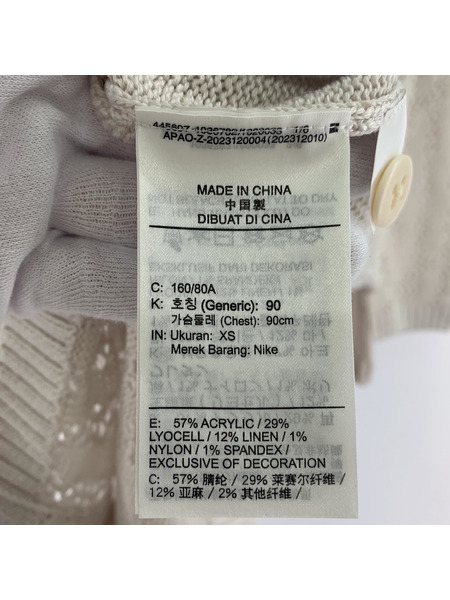 APAO-Z-2023120004 (202312010)
MADE IN CHINA
中国製
DIBUAT DI CINA
C: 160/80A
K: 호칭 (Generic): 90
가슴둘레 (Chest): 90cm
IN: Ukuran: XS
Merek Barang: Nike
E: 57% ACRYLIC / 29%
LYOCELL / 12% LINEN / 1%
NYLON / 1% SPANDEX /
EXCLUSIVE OF DECORATION
C: 57% 腈纶 / 29% 莱赛尔纤维 /
12% 亚麻 / 2% 其他纤维 /